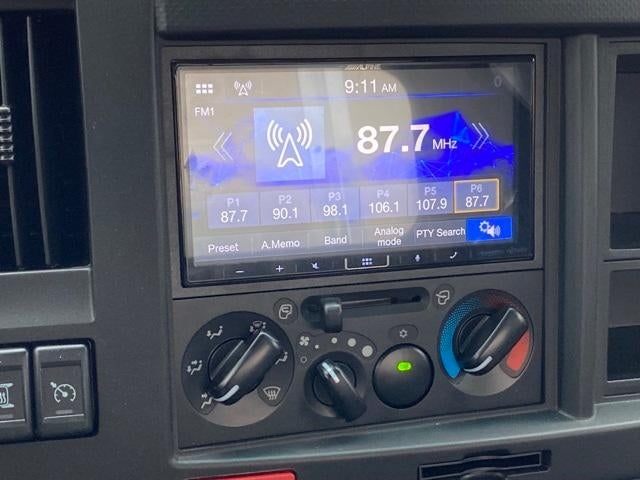 ALPINE
9:11 AM
0
FM1
87.7 MHz
P1 P2 P3 P4 P5 P6
87.7 90.1 98.1 106.1 107.9 87.7
Preset A.Memo Band Analog mode PTY Search